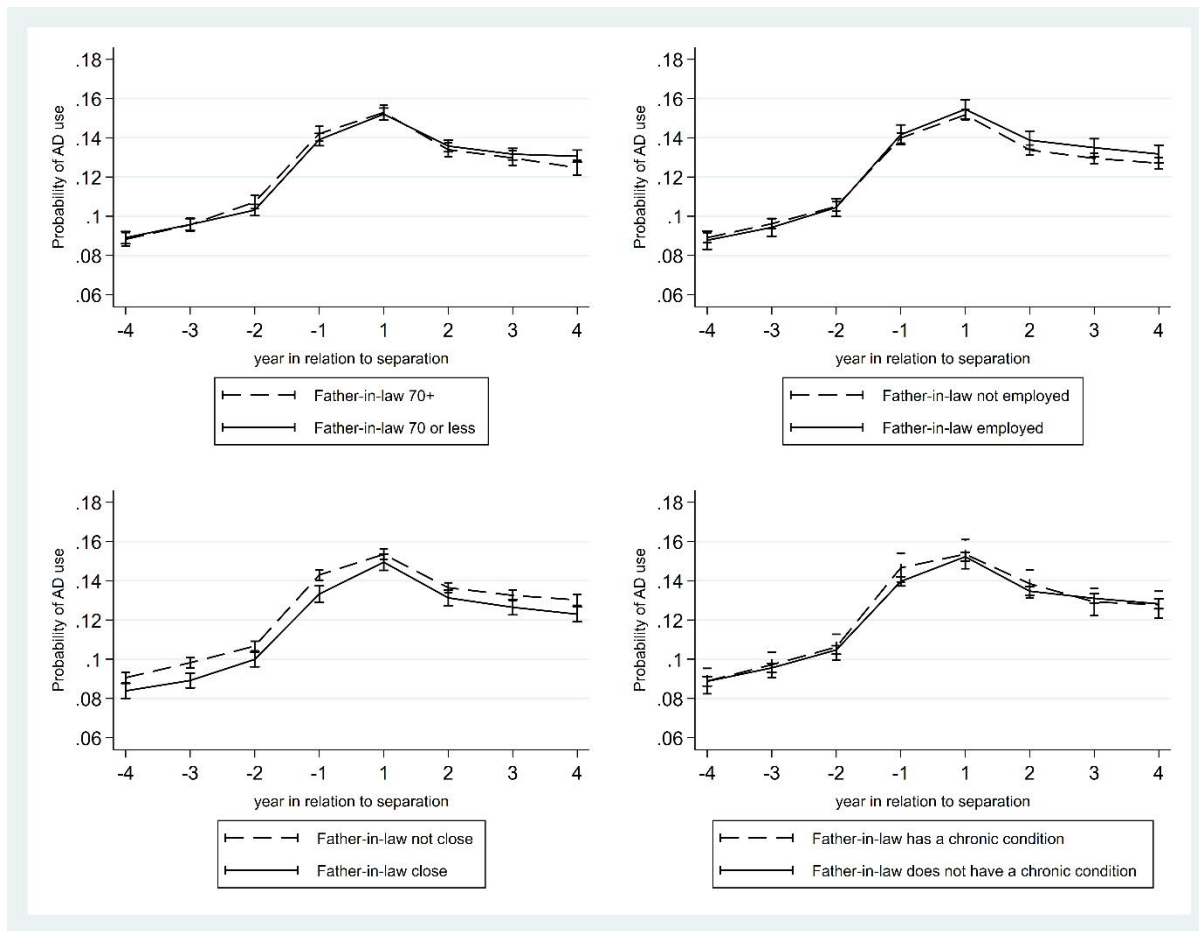 .18
.16
.14
.12
.1
.08
.06
Probability of AD use
-4 -3 -2 -1 1 2 3 4
year in relation to separation
Father-in-law 70+
Father-in-law 70 or less
.18
.16
.14
.12
.1
.08
.06
Probability of AD use
-4 -3 -2 -1 1 2 3 4
year in relation to separation
Father-in-law not employed
Father-in-law employed
.18
.16
.14
.12
.1
.08
.06
Probability of AD use
-4 -3 -2 -1 1 2 3 4
year in relation to separation
Father-in-law not close
Father-in-law close
.18
.16
.14
.12
.1
.08
.06
Probability of AD use
-4 -3 -2 -1 1 2 3 4
year in relation to separation
Father-in-law has a chronic condition
Father-in-law does not have a chronic condition